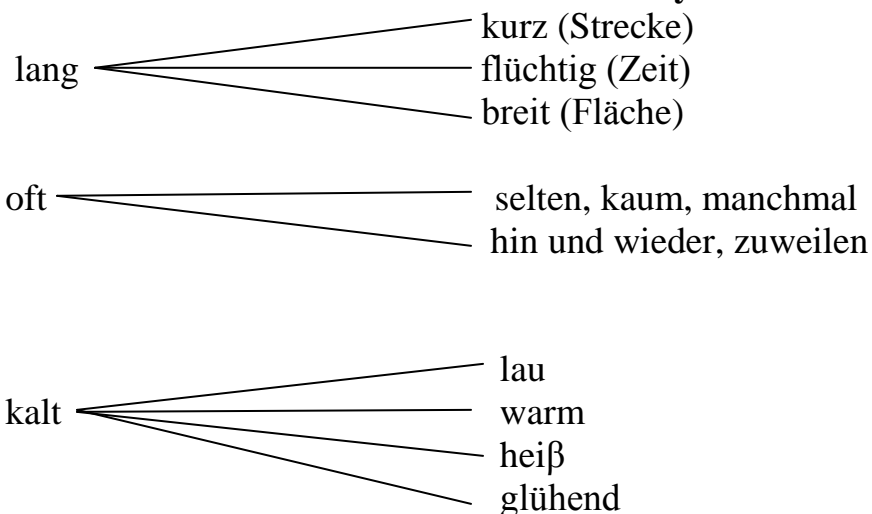 kurz (Strecke)
lang
flüchtig (Zeit)
breit (Fläche)
oft
selten, kaum, manchmal
hin und wieder, zuweilen
lau
kalt
warm
heiβ
glühend